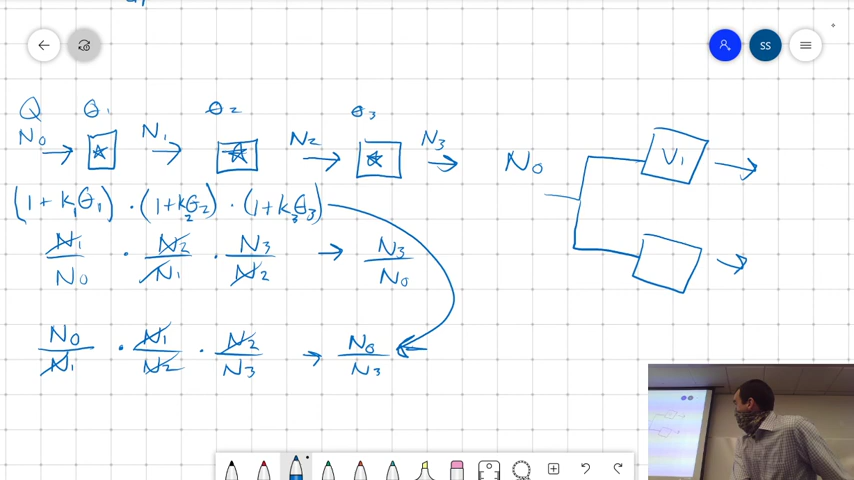 Q θ1 θ2 θ3
N0 → → N1 → → N2 → → N3 →
(1 + k1θ1) · (1 + k2θ2) · (1 + k3θ3)
N1/N0 · N2/N1 · N3/N2 → N3/N0
N0/N1 · N1/N2 · N2/N3 → N0/N3
N0
V1
SS